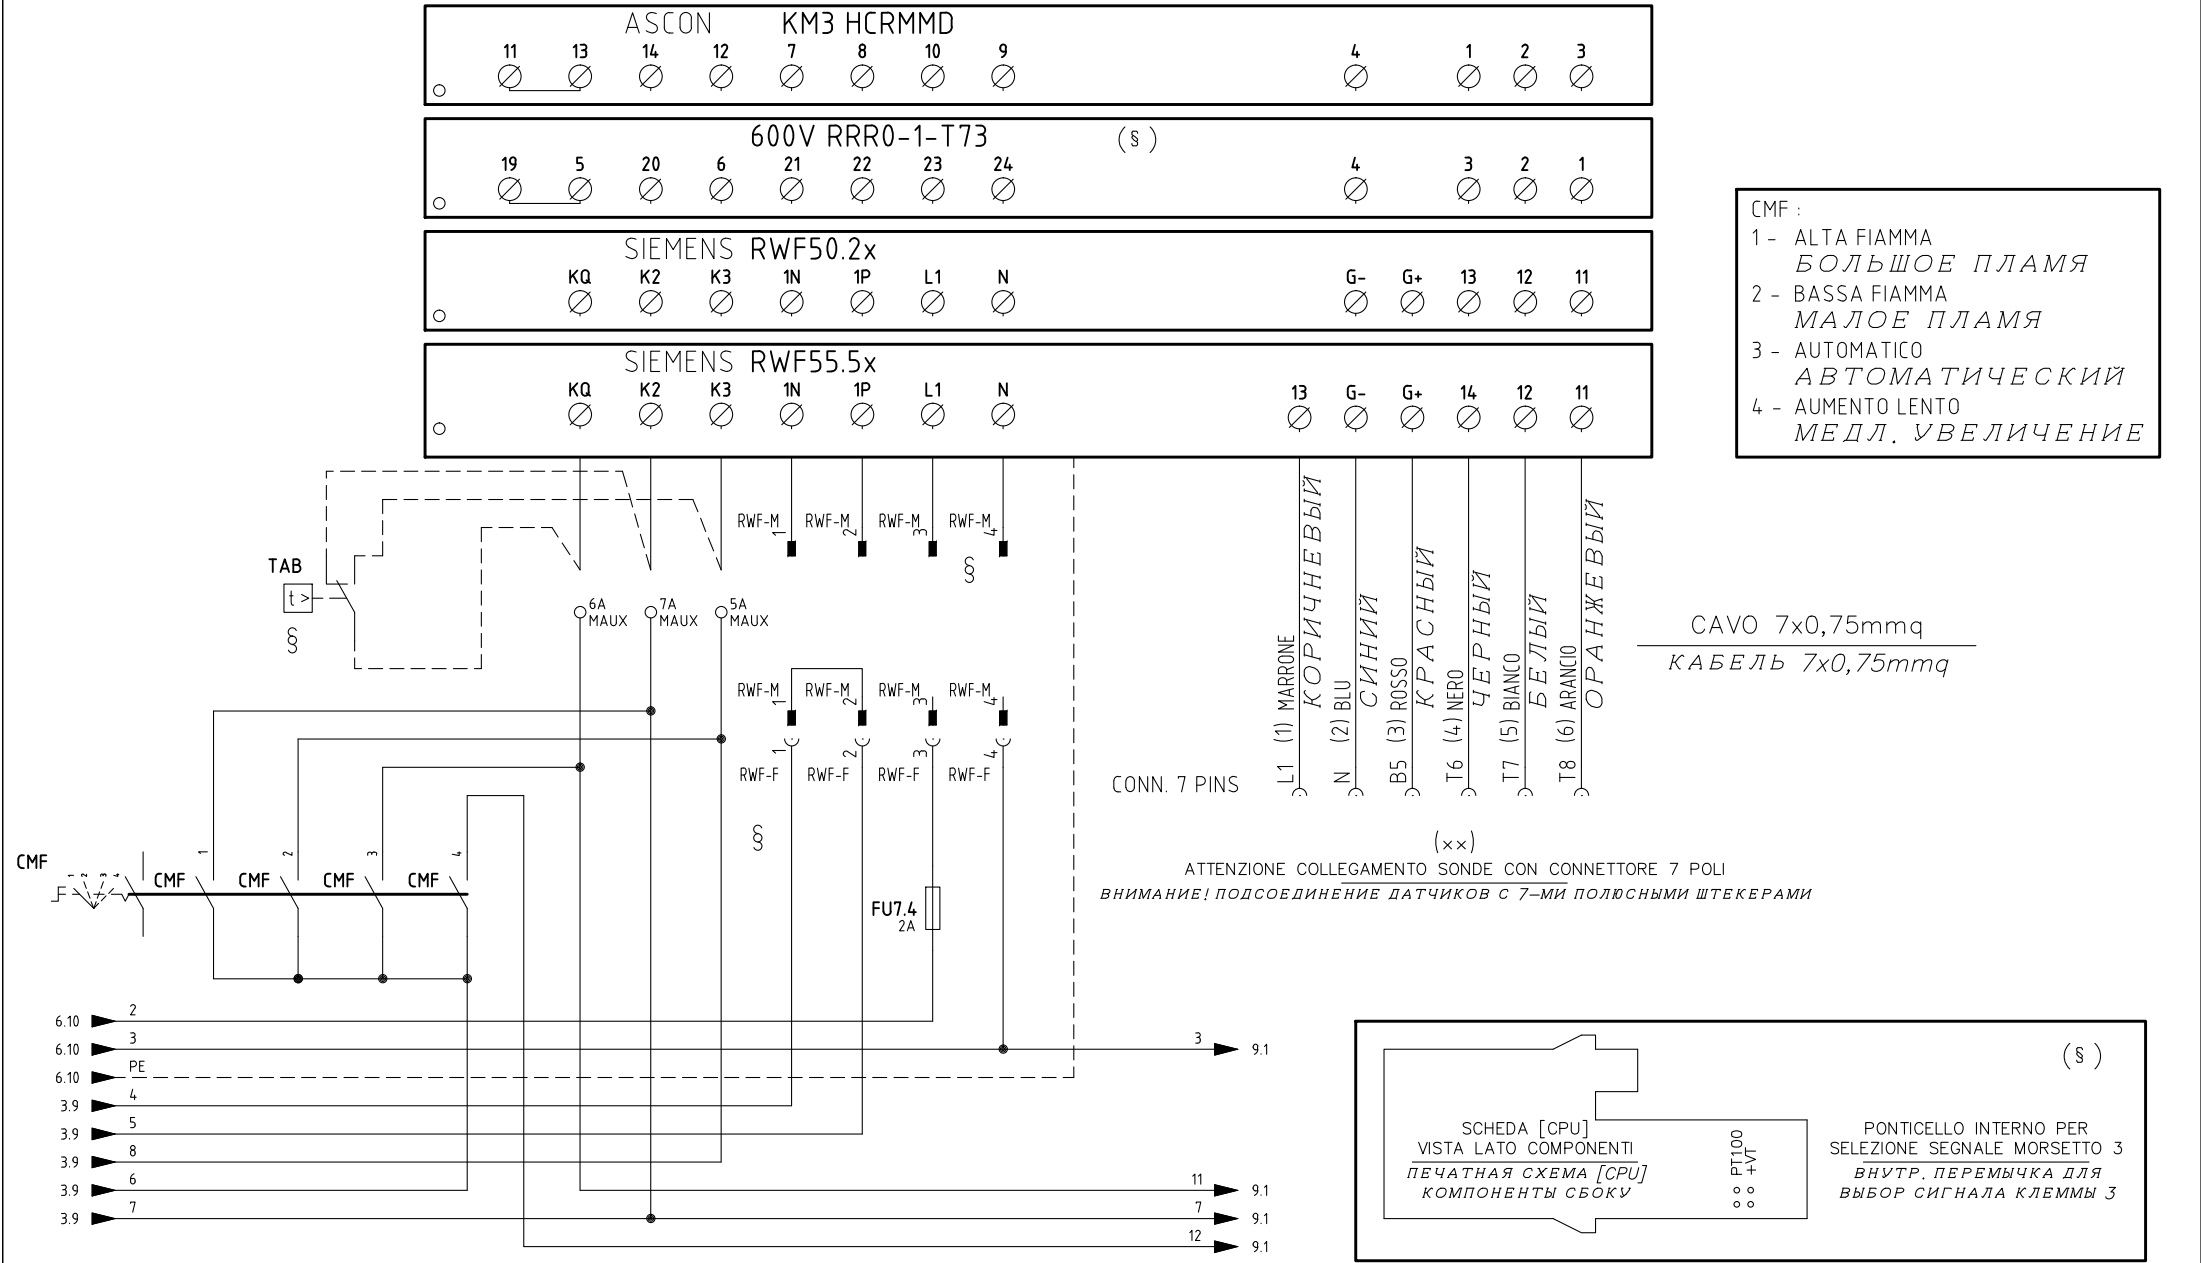 ASCON KM3 HCRMMD
11 13 14 12 7 8 10 9 4 1 2 3
600V RRR0-1-T73 (§)
19 5 20 6 21 22 23 24 4 3 2 1
SIEMENS RWF50.2x
KQ K2 K3 1N 1P L1 N G- G+ 13 12 11
SIEMENS RWF55.5x
KQ K2 K3 1N 1P L1 N 13 G- G+ 14 12 11
CMF :
1 - ALTA FIAMMA
БОЛЬШОЕ ПЛАМЯ
2 - BASSA FIAMMA
МАЛОЕ ПЛАМЯ
3 - AUTOMATICO
АВТОМАТИЧЕСКИЙ
4 - AUMENTO LENTO
МЕДЛ. УВЕЛИЧЕНИЕ
RWF-M 1 RWF-M 2 RWF-M 3 RWF-M 4
§
TAB
t >
§
6A MAUX
7A MAUX
5A MAUX
RWF-M 1 RWF-M 2 RWF-M 3 RWF-M 4
RWF-F 1 RWF-F 2 RWF-F 3 RWF-F 4
§
L1 (1) MARRONE
КОРИЧНЕВЫЙ
N (2) BLU
СИНИЙ
B5 (3) ROSSO
КРАСНЫЙ
T6 (4) NERO
ЧЕРНЫЙ
T7 (5) BIANCO
БЕЛЫЙ
T8 (6) ARANCIO
ОРАНЖЕВЫЙ
CAVO 7x0,75mmq
КАБЕЛЬ 7x0,75mmq
CONN. 7 PINS
(xx)
ATTENZIONE COLLEGAMENTO SONDE CON CONNETTORE 7 POLI
ВНИМАНИЕ! ПОДСОЕДИНЕНИЕ ДАТЧИКОВ С 7-МИ ПОЛЮСНЫМИ ШТЕКЕРАМИ
CMF
1 2 3 4
CMF 1 CMF 2 CMF 3 CMF 4
FU7.4
2A
6.10 2
6.10 3 3 9.1
6.10 PE
3.9 4
3.9 5
3.9 8
3.9 6 11 9.1
3.9 7 7 9.1
12 9.1
(§)
SCHEDA [CPU]
VISTA LATO COMPONENTI
ПЕЧАТНАЯ СХЕМА [CPU]
КОМПОНЕНТЫ СБОКУ
PT100
+VT
PONTICELLO INTERNO PER
SELEZIONE SEGNALE MORSETTO 3
ВНУТР. ПЕРЕМЫЧКА ДЛЯ
ВЫБОР СИГНАЛА КЛЕММЫ 3